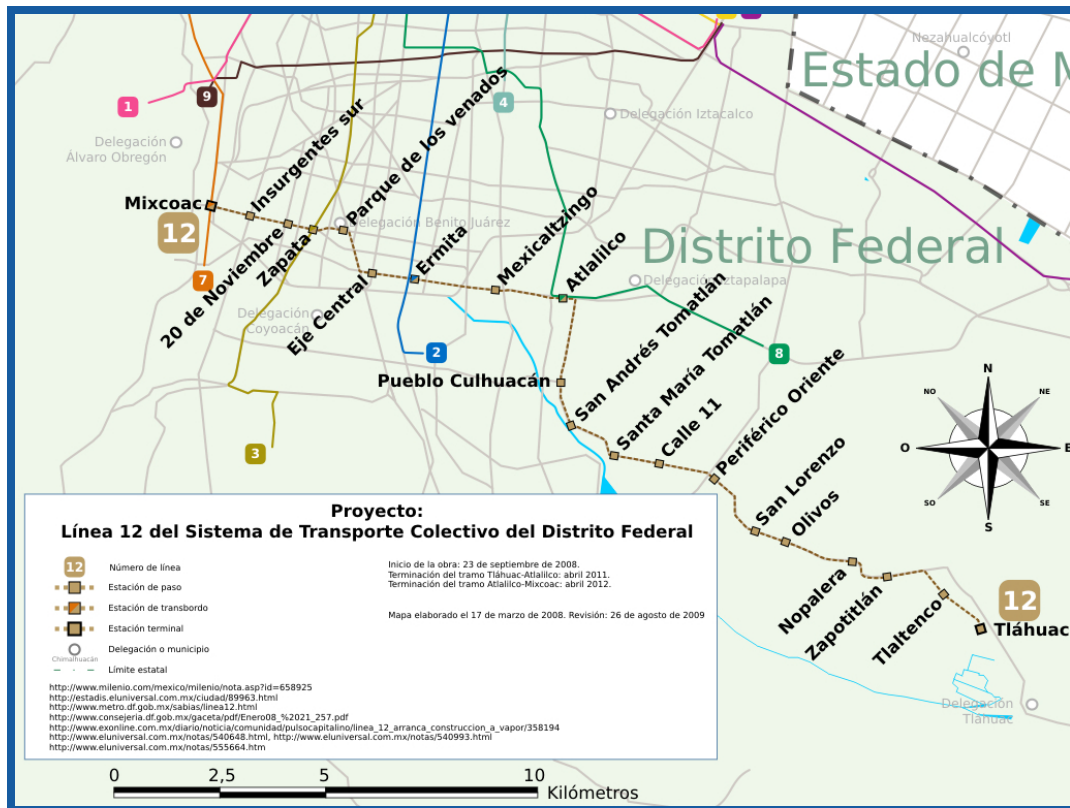 Nezahualcóyotl
Estado de M
1
9
4
Delegación Iztacalco
Delegación
Álvaro Obregón
Insurgentes sur
Parque de los venados
Mixcoac
12
Delegación Benito Juárez
Distrito Federal
20 de Noviembre
Zapata
Eje Central
Ermita
Mexicaltzingo
Atlalilco
7
Delegación Iztapalapa
Delegación
Coyoacán
2
8
Pueblo Culhuacán
San Andrés Tomatlán
Santa María Tomatlán
Calle 11
Periférico Oriente
3
San Lorenzo
Olivos
Nopalera
Zapotitlán
Tlaltenco
12
Tláhuac
Delegación
Tláhuac
N
NO
NE
O
E
SO
SE
S
Proyecto:
Línea 12 del Sistema de Transporte Colectivo del Distrito Federal
12
Número de línea
Estación de paso
Estación de transbordo
Estación terminal
Delegación o municipio
Chimalhuacán
Límite estatal
Inicio de la obra: 23 de septiembre de 2008.
Terminación del tramo Tláhuac-Atlalilco: abril 2011.
Terminación del tramo Atlalilco-Mixcoac: abril 2012.
Mapa elaborado el 17 de marzo de 2008. Revisión: 26 de agosto de 2009
http://www.milenio.com/mexico/milenio/nota.asp?id=658925
http://estadis.eluniversal.com.mx/ciudad/89963.html
http://www.metro.df.gob.mx/sabias/linea12.html
http://www.consejeria.df.gob.mx/gaceta/pdf/Enero08_%2021_257.pdf
http://www.exonline.com.mx/diario/noticia/comunidad/pulsocapitalino/linea_12_arranca_construccion_a_vapor/358194
http://www.eluniversal.com.mx/notas/540648.html, http://www.eluniversal.com.mx/notas/540993.html
http://www.eluniversal.com.mx/notas/555664.htm
0
2,5
5
10
Kilómetros